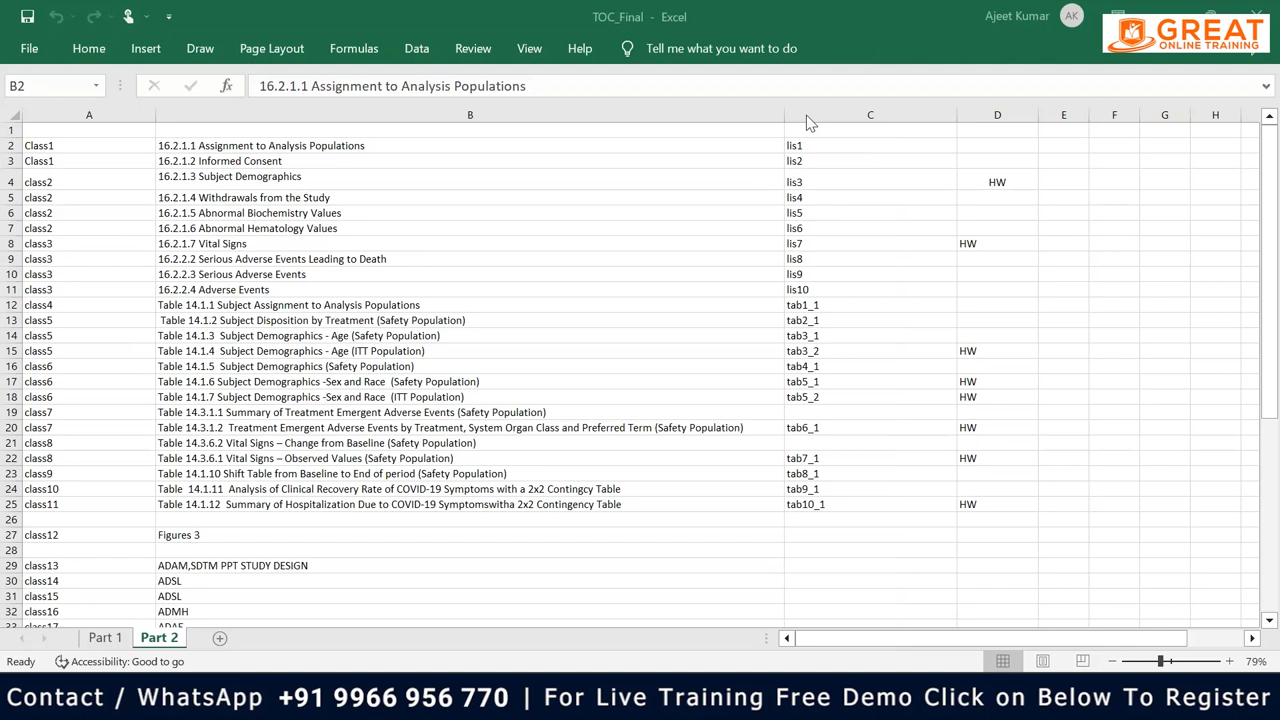 TOC_Final - Excel
Ajeet Kumar AK
GREAT
ONLINE TRAINING
File Home Insert Draw Page Layout Formulas Data Review View Help Tell me what you want to do
B2 fx 16.2.1.1 Assignment to Analysis Populations
A B C D E F G H
1
2 Class1 16.2.1.1 Assignment to Analysis Populations lis1
3 Class1 16.2.1.2 Informed Consent lis2
4 class2 16.2.1.3 Subject Demographics lis3 HW
5 class2 16.2.1.4 Withdrawals from the Study lis4
6 class2 16.2.1.5 Abnormal Biochemistry Values lis5
7 class2 16.2.1.6 Abnormal Hematology Values lis6
8 class3 16.2.1.7 Vital Signs lis7 HW
9 class3 16.2.2.2 Serious Adverse Events Leading to Death lis8
10 class3 16.2.2.3 Serious Adverse Events lis9
11 class3 16.2.2.4 Adverse Events lis10
12 class4 Table 14.1.1 Subject Assignment to Analysis Populations tab1_1
13 class5 Table 14.1.2 Subject Disposition by Treatment (Safety Population) tab2_1
14 class5 Table 14.1.3 Subject Demographics - Age (Safety Population) tab3_1
15 class5 Table 14.1.4 Subject Demographics - Age (ITT Population) tab3_2 HW
16 class6 Table 14.1.5 Subject Demographics (Safety Population) tab4_1
17 class6 Table 14.1.6 Subject Demographics -Sex and Race (Safety Population) tab5_1 HW
18 class6 Table 14.1.7 Subject Demographics -Sex and Race (ITT Population) tab5_2 HW
19 class7 Table 14.3.1.1 Summary of Treatment Emergent Adverse Events (Safety Population)
20 class7 Table 14.3.1.2 Treatment Emergent Adverse Events by Treatment, System Organ Class and Preferred Term (Safety Population) tab6_1 HW
21 class8 Table 14.3.6.2 Vital Signs – Change from Baseline (Safety Population)
22 class8 Table 14.3.6.1 Vital Signs – Observed Values (Safety Population) tab7_1 HW
23 class9 Table 14.1.10 Shift Table from Baseline to End of period (Safety Population) tab8_1
24 class10 Table 14.1.11 Analysis of Clinical Recovery Rate of COVID-19 Symptoms with a 2x2 Contingcy Table tab9_1
25 class11 Table 14.1.12 Summary of Hospitalization Due to COVID-19 Symptomswitha 2x2 Contingency Table tab10_1 HW
26
27 class12 Figures 3
28
29 class13 ADAM,SDTM PPT STUDY DESIGN
30 class14 ADSL
31 class15 ADSL
32 class16 ADMH
33 class17 ADAE
Part 1 Part 2
Ready Accessibility: Good to go 79%
Contact / WhatsApp +91 9966 956 770 | For Live Training Free Demo Click on Below To Register